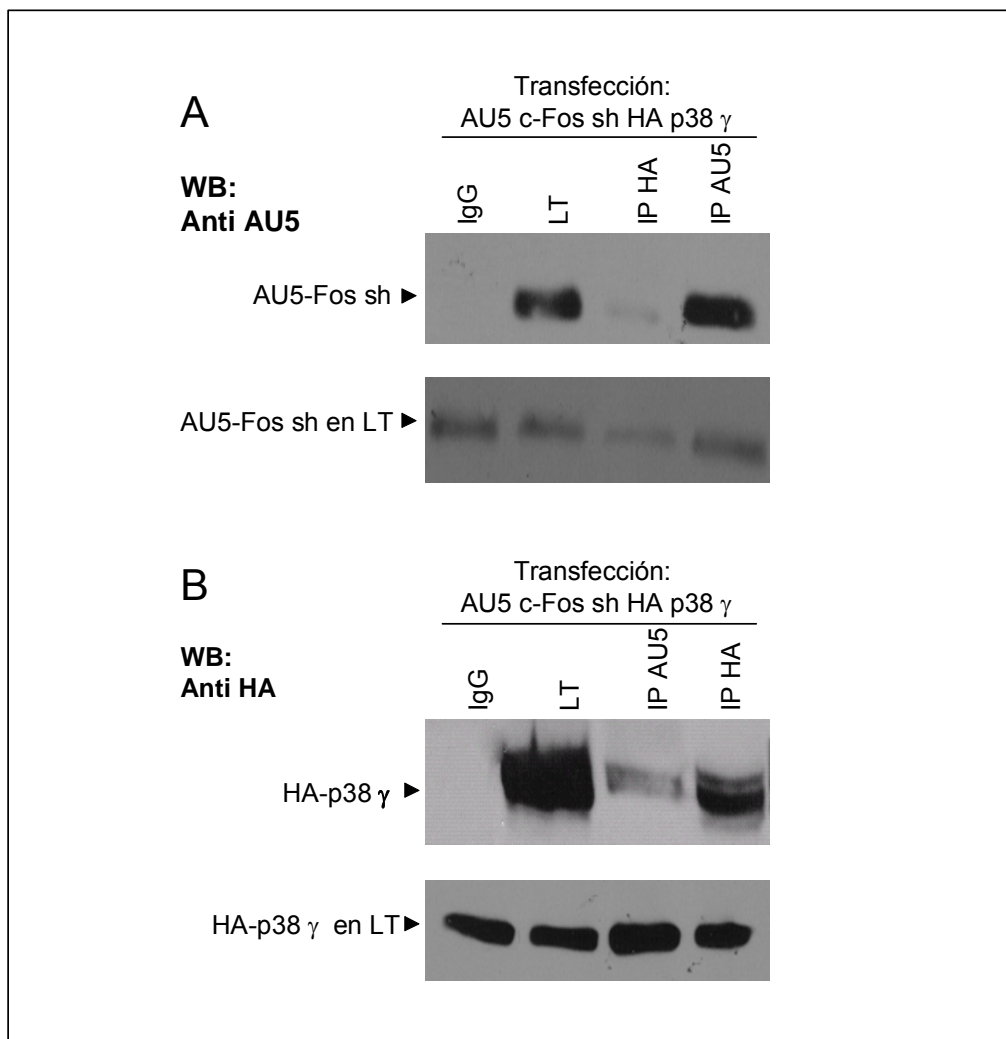 A
Transfección:
AU5 c-Fos sh HA p38 γ
WB:
Anti AU5
IgG
LT
IP HA
IP AU5
AU5-Fos sh
AU5-Fos sh en LT
B
Transfección:
AU5 c-Fos sh HA p38 γ
WB:
Anti HA
IgG
LT
IP AU5
IP HA
HA-p38 γ
HA-p38 γ en LT